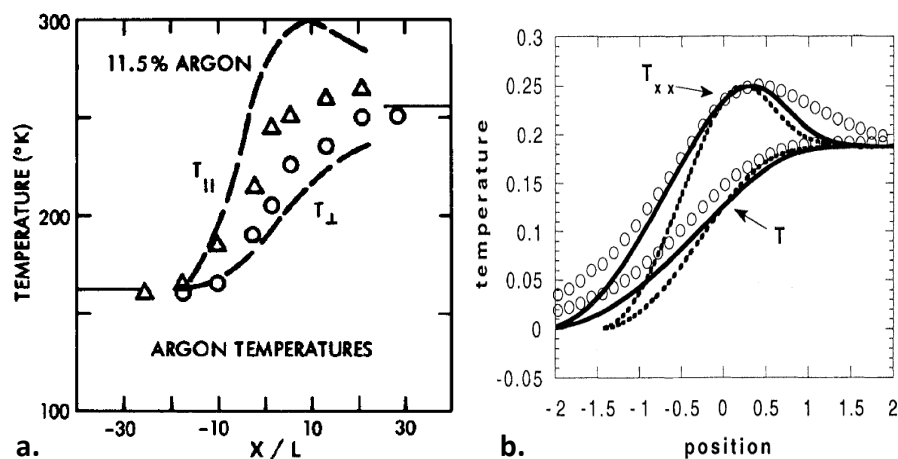 300
11.5% ARGON
T||
T⊥
200
ARGON TEMPERATURES
100
-30
-10
10
30
X / L
TEMPERATURE (°K)
a.
0.3
0.25
0.2
0.15
0.1
0.05
0
-0.05
Txx
T
-2
-1.5
-1
-0.5
0
0.5
1
1.5
2
position
temperature
b.